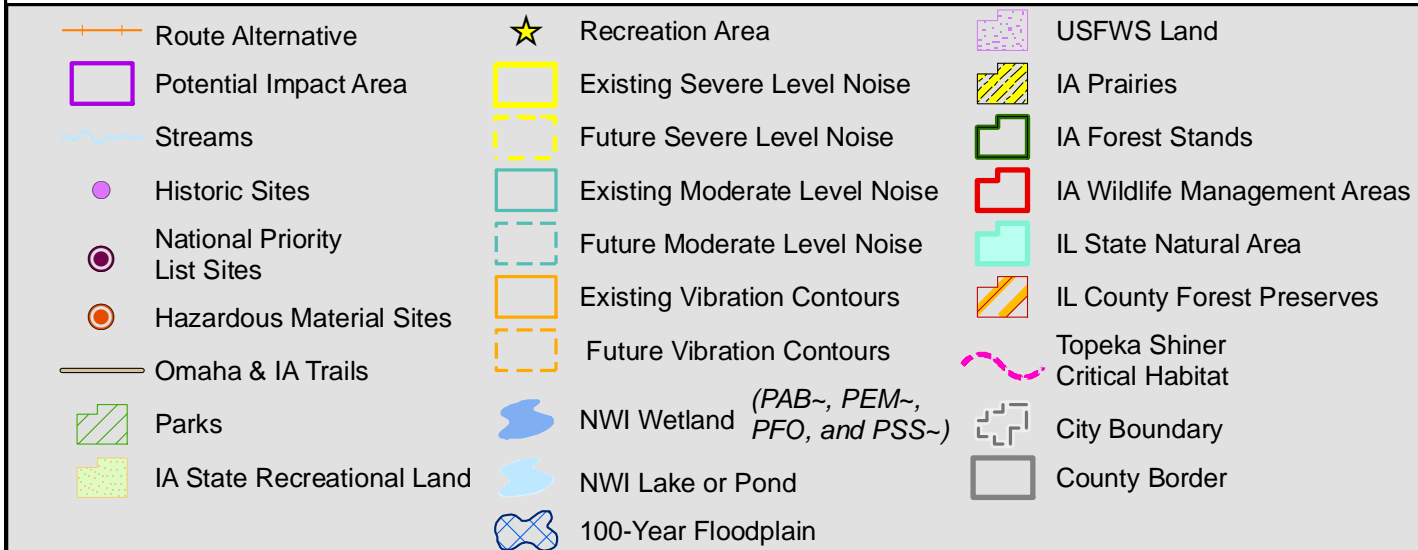 Route Alternative
Potential Impact Area
Streams
Historic Sites
National Priority
List Sites
Hazardous Material Sites
Omaha & IA Trails
Parks
IA State Recreational Land
Recreation Area
Existing Severe Level Noise
Future Severe Level Noise
Existing Moderate Level Noise
Future Moderate Level Noise
Existing Vibration Contours
Future Vibration Contours
NWI Wetland (PAB~, PEM~,
PFO, and PSS~)
NWI Lake or Pond
100-Year Floodplain
USFWS Land
IA Prairies
IA Forest Stands
IA Wildlife Management Areas
IL State Natural Area
IL County Forest Preserves
Topeka Shiner
Critical Habitat
City Boundary
County Border